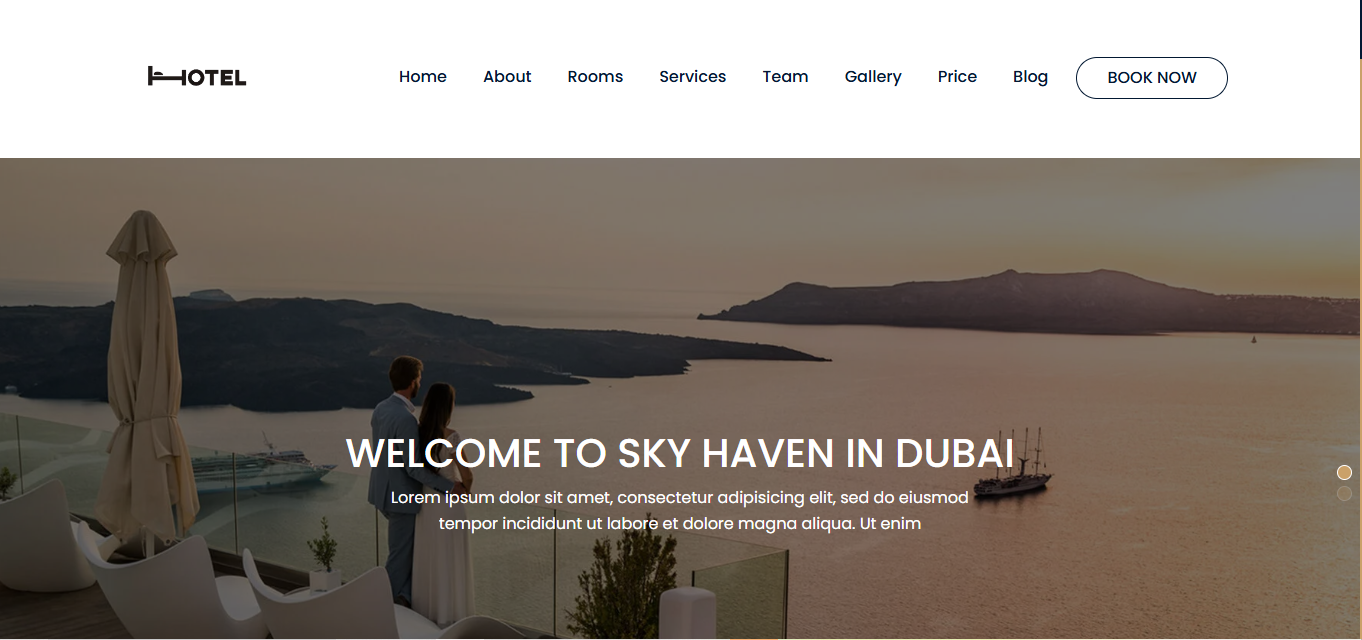 HOTEL
Home About Rooms Services Team Gallery Price Blog BOOK NOW
WELCOME TO SKY HAVEN IN DUBAI
Lorem ipsum dolor sit amet, consectetur adipisicing elit, sed do eiusmod
tempor incididunt ut labore et dolore magna aliqua. Ut enim